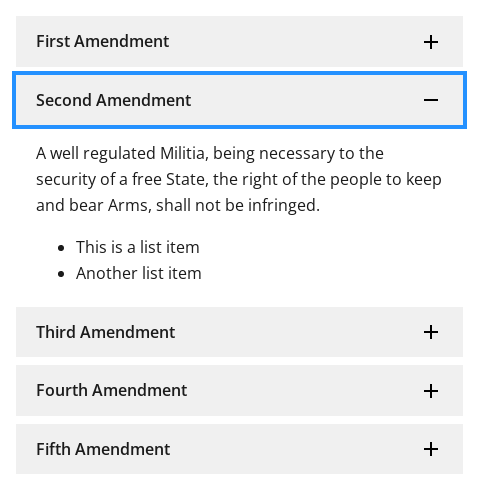 First Amendment
Second Amendment
A well regulated Militia, being necessary to the
security of a free State, the right of the people to keep
and bear Arms, shall not be infringed.
This is a list item
Another list item
Third Amendment
Fourth Amendment
Fifth Amendment